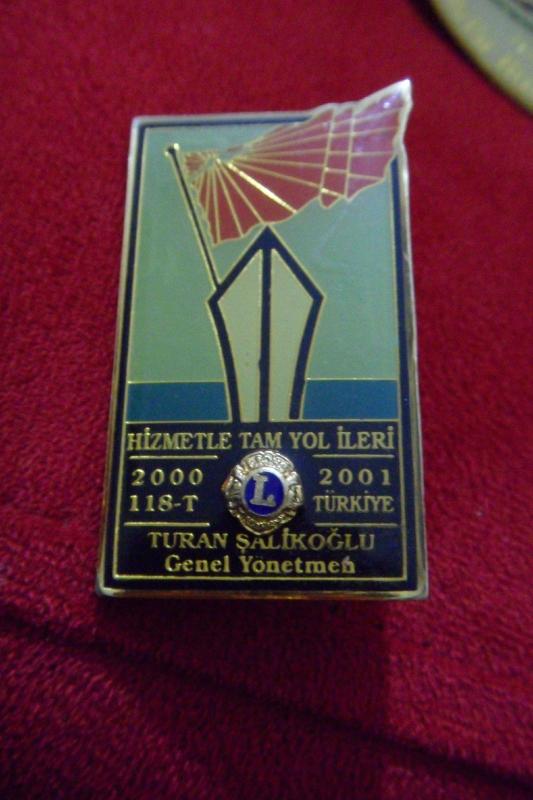 HİZMETLE TAM YOL İLERİ
2000 2001
118-T TÜRKİYE
L
TURAN ŞALİKOĞLU
Genel Yönetmen